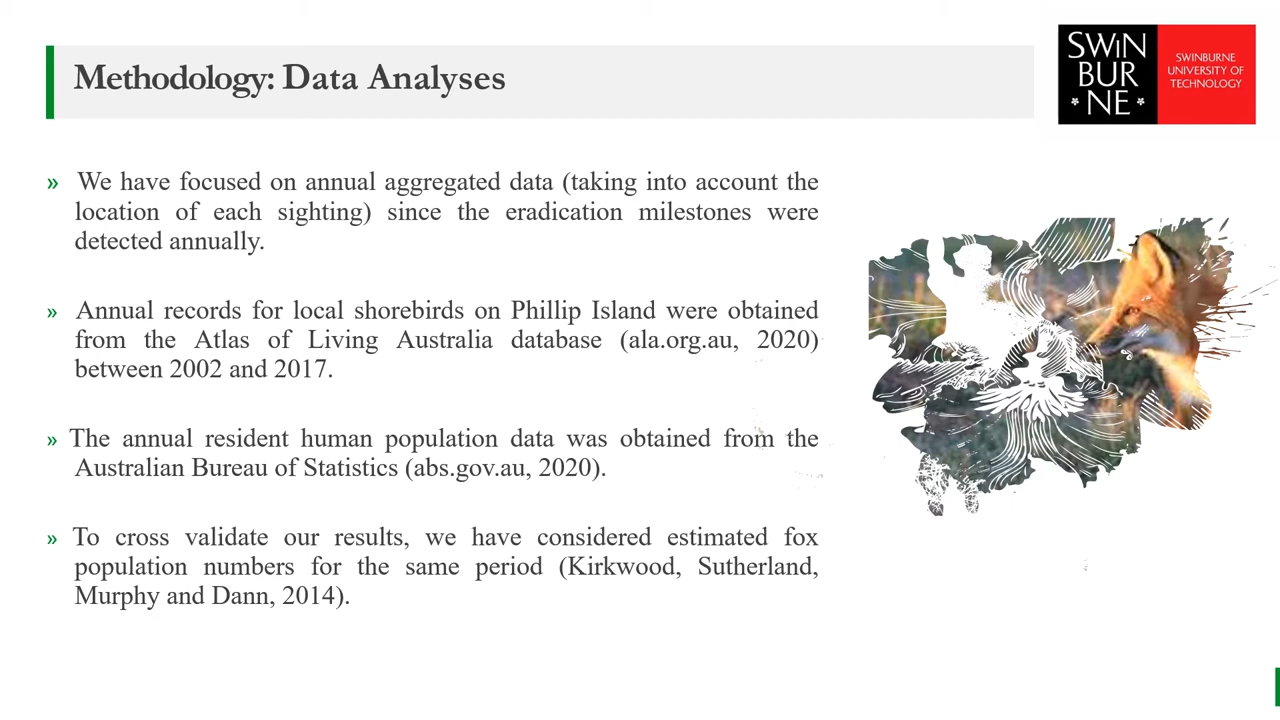 Methodology: Data Analyses
SWIN
BUR
* NE *
SWINBURNE
UNIVERSITY OF
TECHNOLOGY
» We have focused on annual aggregated data (taking into account the
location of each sighting) since the eradication milestones were
detected annually.
» Annual records for local shorebirds on Phillip Island were obtained
from the Atlas of Living Australia database (ala.org.au, 2020)
between 2002 and 2017.
» The annual resident human population data was obtained from the
Australian Bureau of Statistics (abs.gov.au, 2020).
» To cross validate our results, we have considered estimated fox
population numbers for the same period (Kirkwood, Sutherland,
Murphy and Dann, 2014).